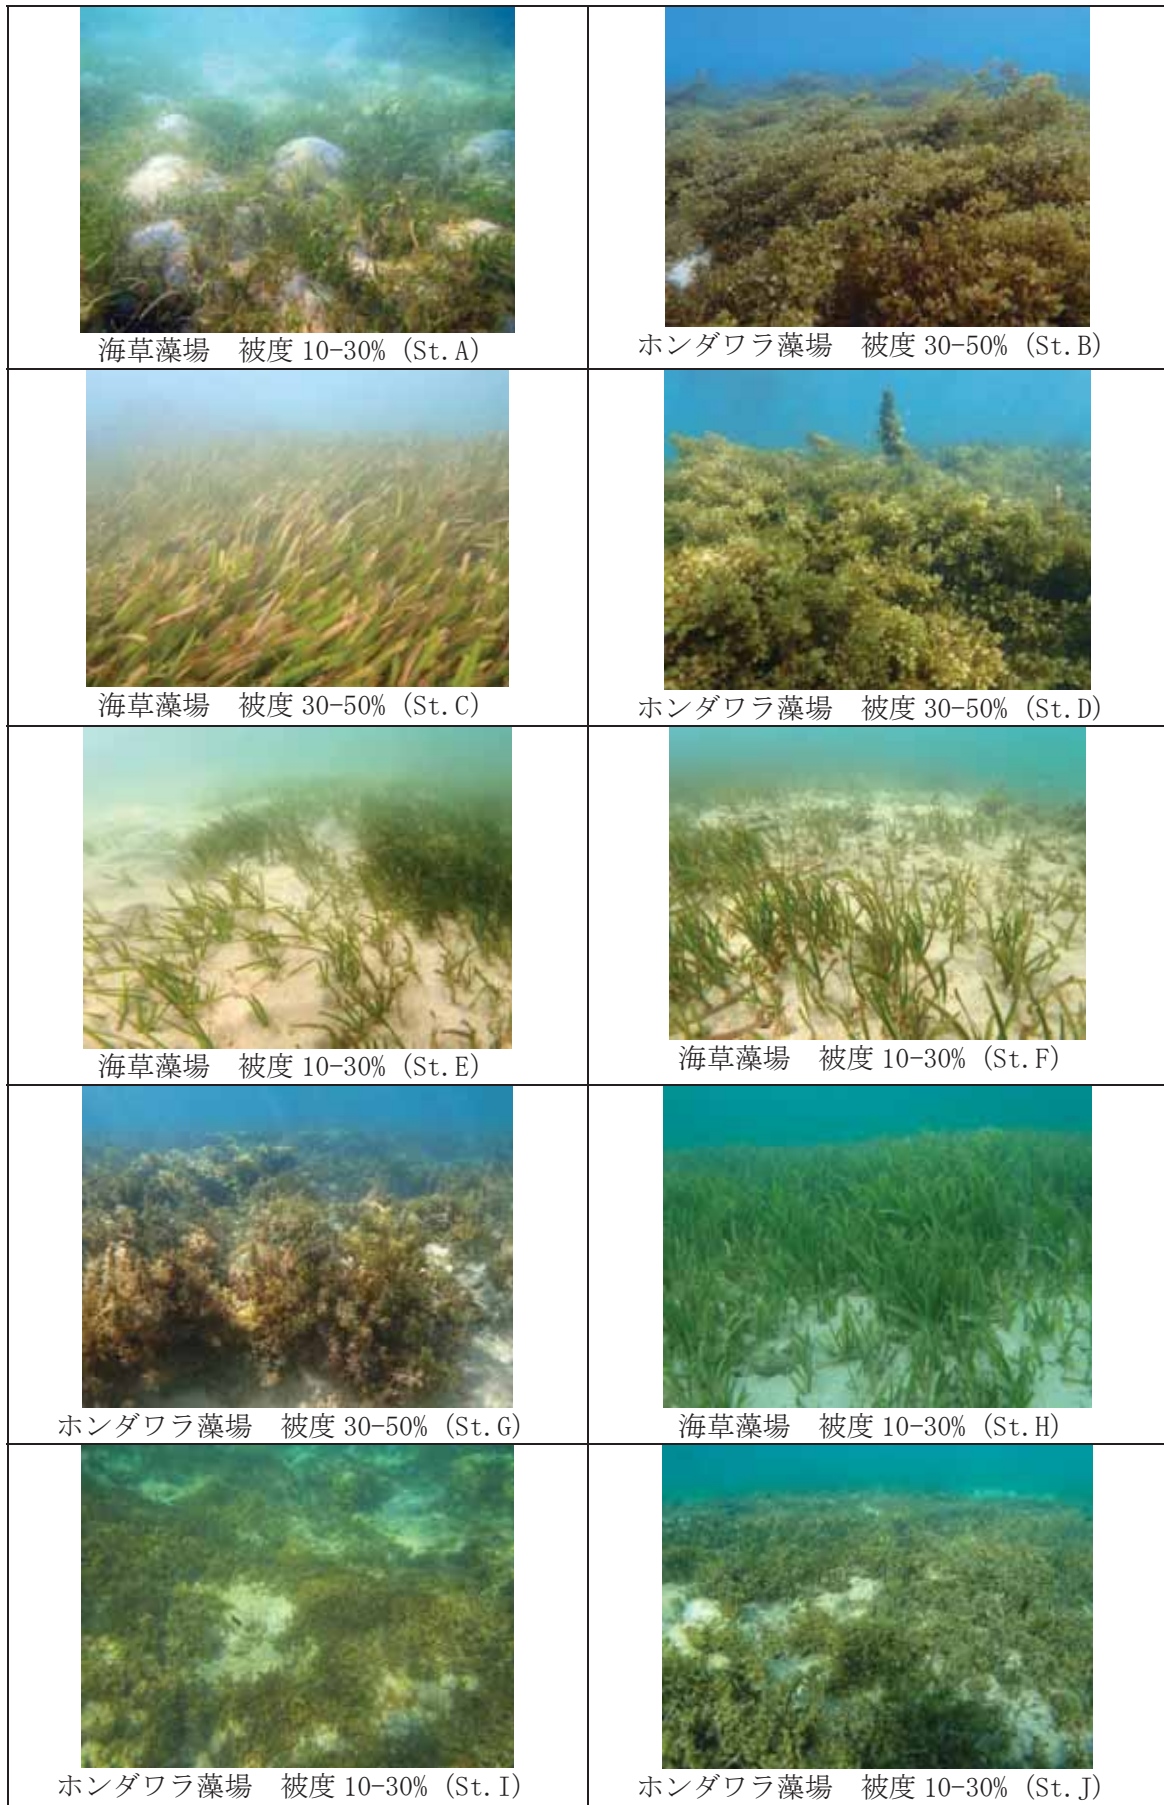 海草藻場　被度 10-30% (St.A)
ホンダワラ藻場　被度 30-50% (St.B)
海草藻場　被度 30-50% (St.C)
ホンダワラ藻場　被度 30-50% (St.D)
海草藻場　被度 10-30% (St.E)
海草藻場　被度 10-30% (St.F)
ホンダワラ藻場　被度 30-50% (St.G)
海草藻場　被度 10-30% (St.H)
ホンダワラ藻場　被度 10-30% (St.I)
ホンダワラ藻場　被度 10-30% (St.J)